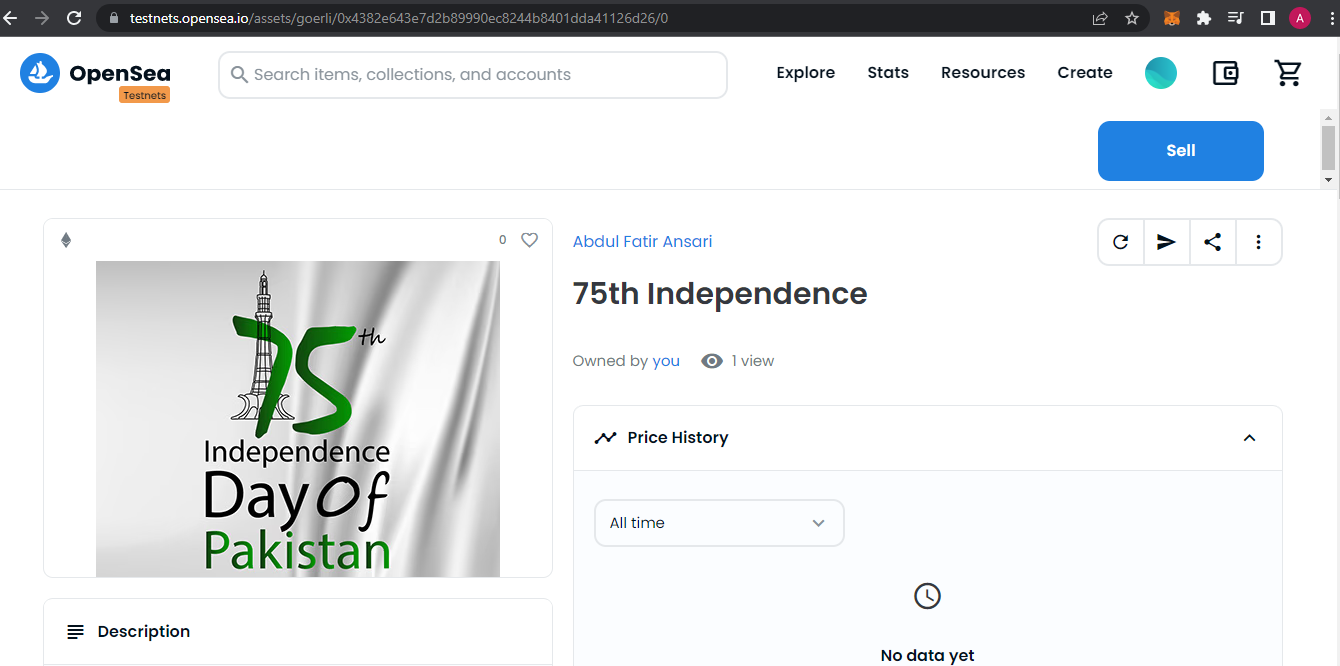 testnets.opensea.io/assets/goerli/0x4382e643e7d2b89990ec8244b8401dda41126d26/0
A
OpenSea
Testnets
Search items, collections, and accounts
Explore
Stats
Resources
Create
Sell
0
75th
Independence
Day Of
Pakistan
Description
Abdul Fatir Ansari
75th Independence
Owned by you
1 view
Price History
All time
No data yet